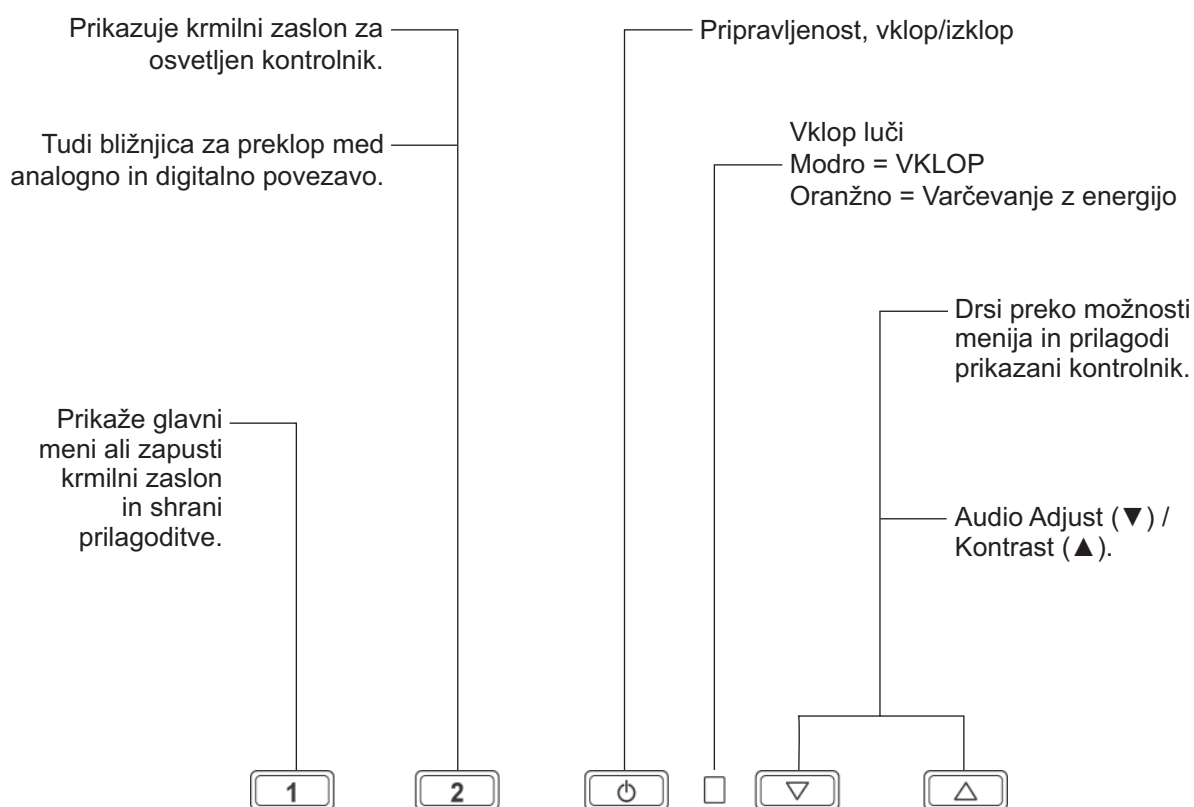 Prikazuje krmilni zaslon za
osvetljen kontrolnik.
Pripravljenost, vklop/izklop
Tudi bližnjica za preklop med
analogno in digitalno povezavo.
Vklop luči
Modro = VKLOP
Oranžno = Varčevanje z energijo
Drsi preko možnosti
menija in prilagodi
prikazani kontrolnik.
Prikaže glavni
meni ali zapusti
krmilni zaslon
in shrani
prilagoditve.
Audio Adjust (▼) /
Kontrast (▲).
1
2